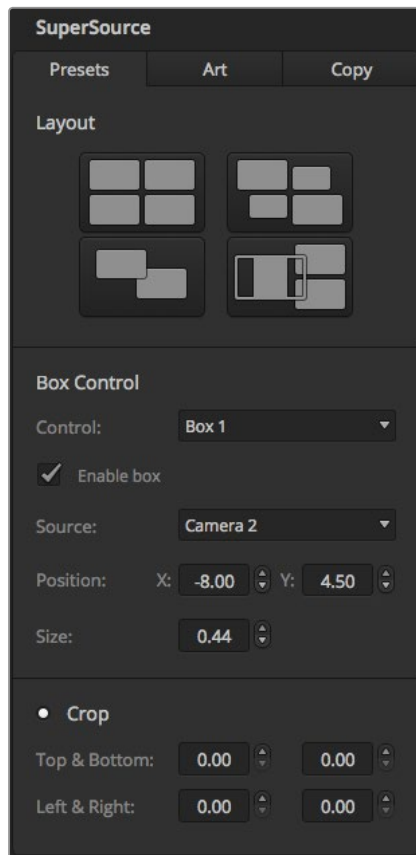 SuperSource
Presets Art Copy
Layout
Box Control
Control: Box 1
Enable box
Source: Camera 2
Position: X: -8.00 Y: 4.50
Size: 0.44
Crop
Top & Bottom: 0.00 0.00
Left & Right: 0.00 0.00